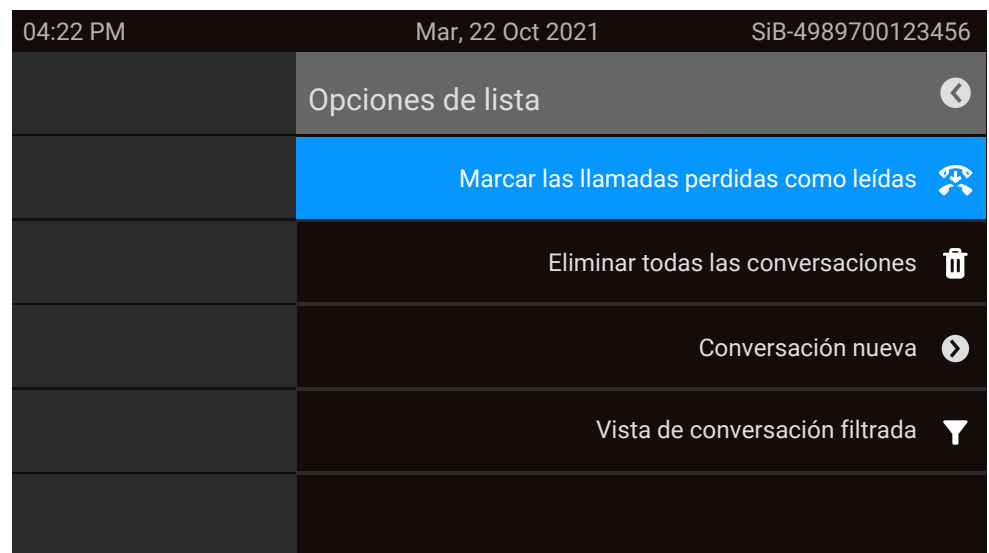 04:22 PM Mar, 22 Oct 2021 SiB-4989700123456
Opciones de lista
Marcar las llamadas perdidas como leídas
Eliminar todas las conversaciones
Conversación nueva
Vista de conversación filtrada